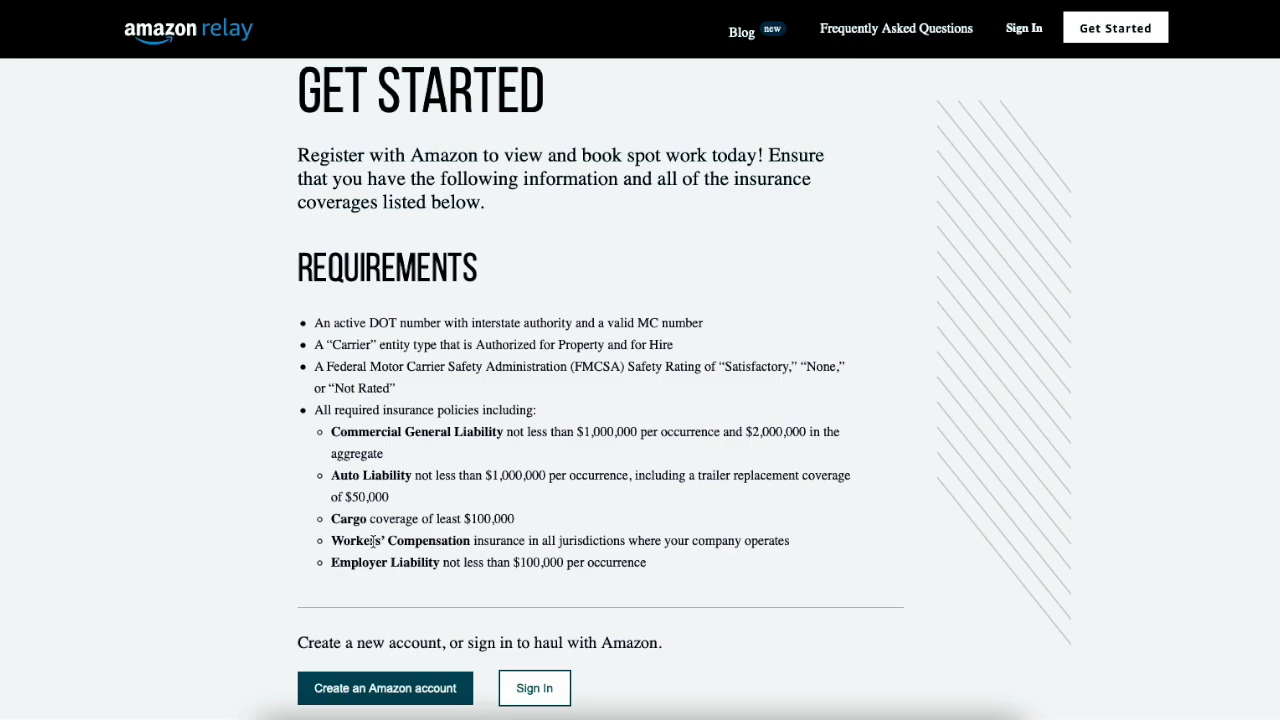 amazon relay
Blog new
Frequently Asked Questions
Sign In
Get Started
GET STARTED
Register with Amazon to view and book spot work today! Ensure
that you have the following information and all of the insurance
coverages listed below.
REQUIREMENTS
• An active DOT number with interstate authority and a valid MC number
• A “Carrier” entity type that is Authorized for Property and for Hire
• A Federal Motor Carrier Safety Administration (FMCSA) Safety Rating of “Satisfactory,” “None,”
or “Not Rated”
• All required insurance policies including:
◦ Commercial General Liability not less than $1,000,000 per occurrence and $2,000,000 in the
aggregate
◦ Auto Liability not less than $1,000,000 per occurrence, including a trailer replacement coverage
of $50,000
◦ Cargo coverage of least $100,000
◦ Workers’ Compensation insurance in all jurisdictions where your company operates
◦ Employer Liability not less than $100,000 per occurrence
Create a new account, or sign in to haul with Amazon.
Create an Amazon account
Sign In